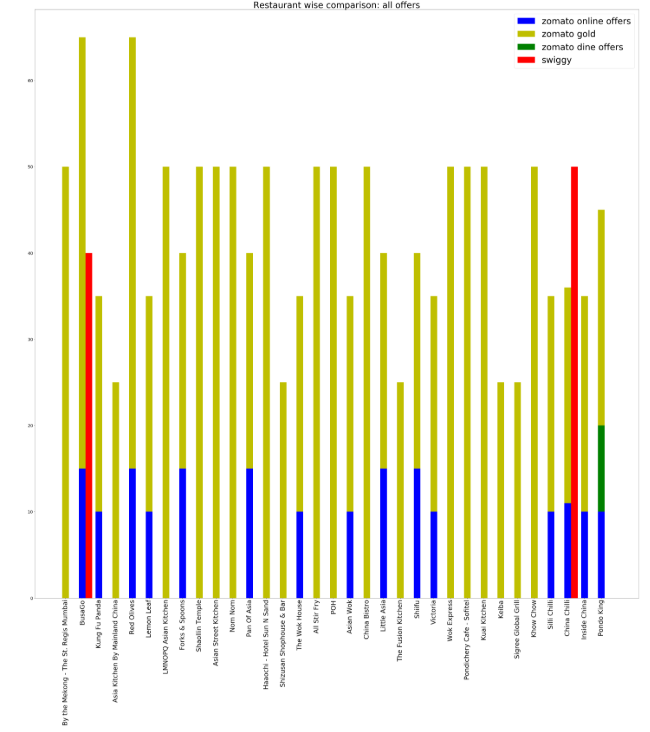 Restaurant wise comparison: all offers
zomato online offers
zomato gold
zomato dine offers
swiggy
60
50
40
30
20
10
0
By the Mekong - The St. Regis Mumbai
BusaGo
Kung Fu Panda
Asia Kitchen By Mainland China
Red Olives
Lemon Leaf
LMNOPQ Asian Kitchen
Forks & Spoons
Shaolin Temple
Asian Street Kitchen
Nom Nom
Pan Of Asia
Haaochi - Hotel Sun N Sand
Shizusan Shophouse & Bar
The Wok House
All Stir Fry
POH
Asian Wok
China Bistro
Little Asia
The Fusion Kitchen
Shiifu
Victoria
Wok Express
Pondichery Cafe - Sofitel
Kuai Kitchen
Keiba
Sigree Global Grill
Khow Chow
Silli Chilli
China Chilli
Inside China
Pondo King